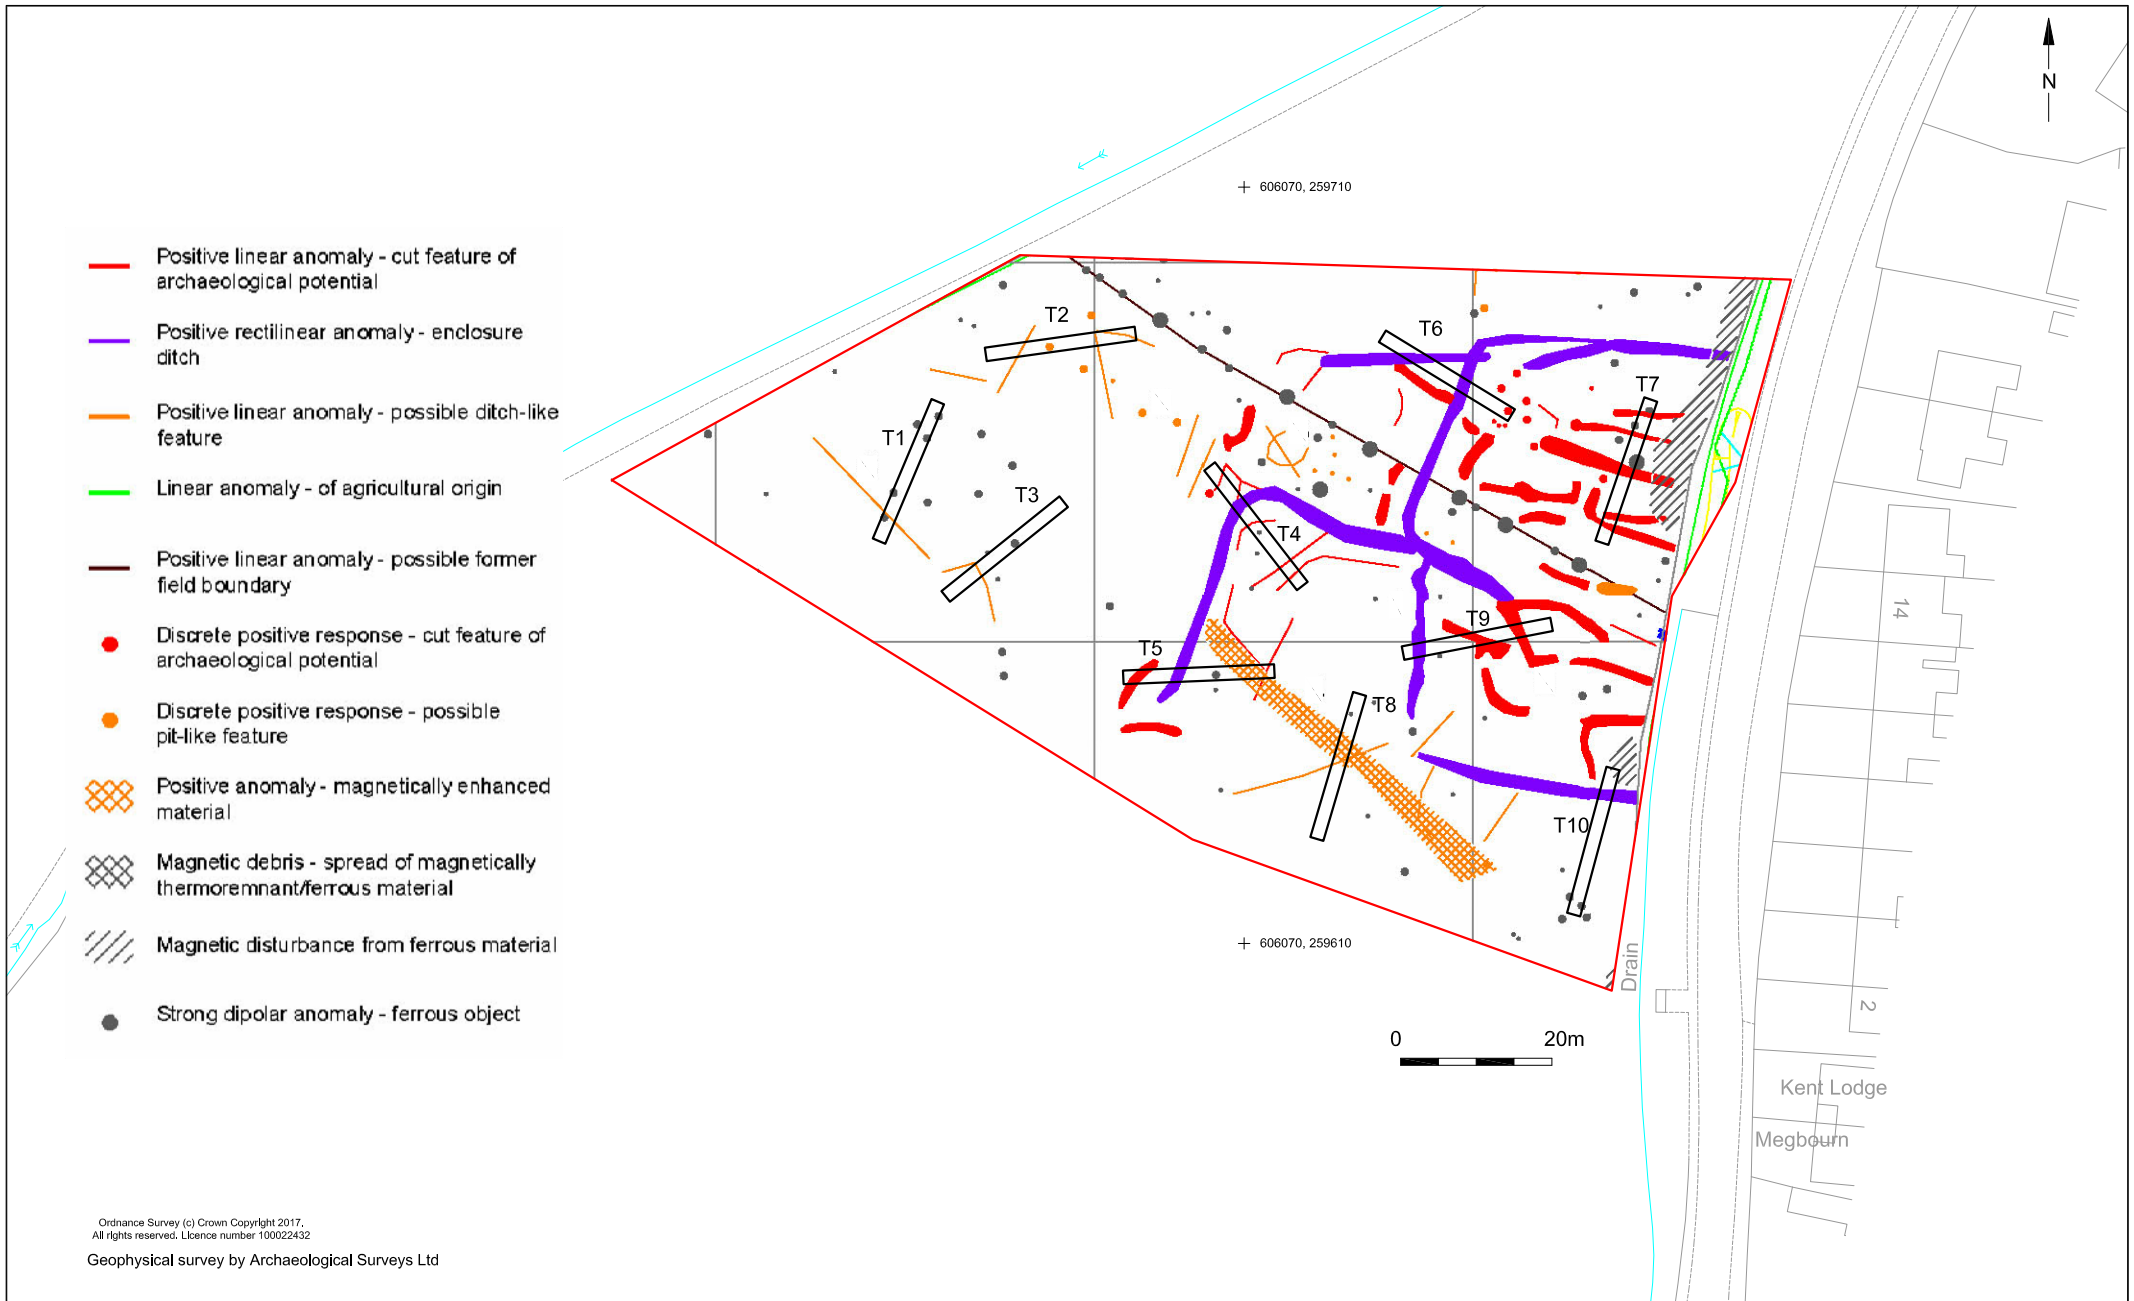 N
606070, 259710
Positive linear anomaly - cut feature of
archaeological potential
Positive rectilinear anomaly - enclosure
ditch
Positive linear anomaly - possible ditch-like
feature
Linear anomaly - of agricultural origin
Positive linear anomaly - possible former
field boundary
Discrete positive response - cut feature of
archaeological potential
Discrete positive response - possible
pit-like feature
Positive anomaly - magnetically enhanced
material
Magnetic debris - spread of magnetically
thermoremnant/ferrous material
Magnetic disturbance from ferrous material
Strong dipolar anomaly - ferrous object
T2
T6
T7
T1
T3
T4
T9
T5
T8
T10
14
2
Drain
606070, 259610
0 20m
Kent Lodge
Megbourn
Ordnance Survey (c) Crown Copyright 2017,
All rights reserved. Licence number 100022432
Geophysical survey by Archaeological Surveys Ltd